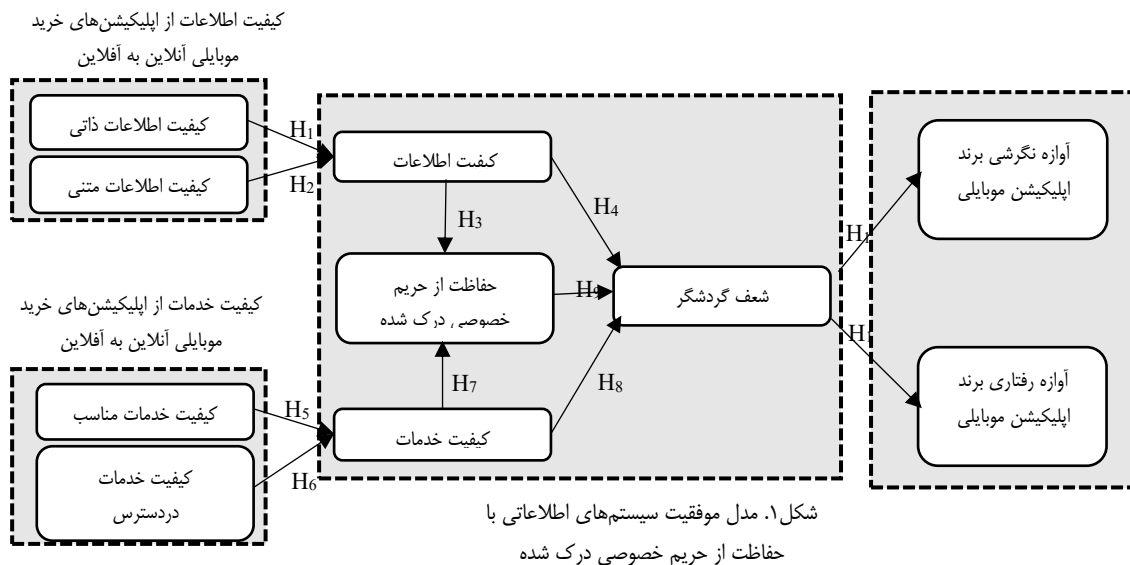 کیفیت اطلاعات از اپلیکیشن‌های خرید
موبایلی آنلاین به آفلاین
کیفیت اطلاعات ذاتی
کیفیت اطلاعات متنی
H1
H2
کیفیت اطلاعات
H3
H4
حفاظت از حریم
خصوصی درک شده
H9
شعف گردشگر
H1
آوازه نگرشی برند
اپلیکیشن موبایلی
H
آوازه رفتاری برند
اپلیکیشن موبایلی
کیفیت خدمات از اپلیکیشن‌های خرید
موبایلی آنلاین به آفلاین
کیفیت خدمات مناسب
کیفیت خدمات
دردسترس
H5
H6
H7
H8
کیفیت خدمات
شکل۱. مدل موفقیت سیستم‌های اطلاعاتی با
حفاظت از حریم خصوصی درک شده